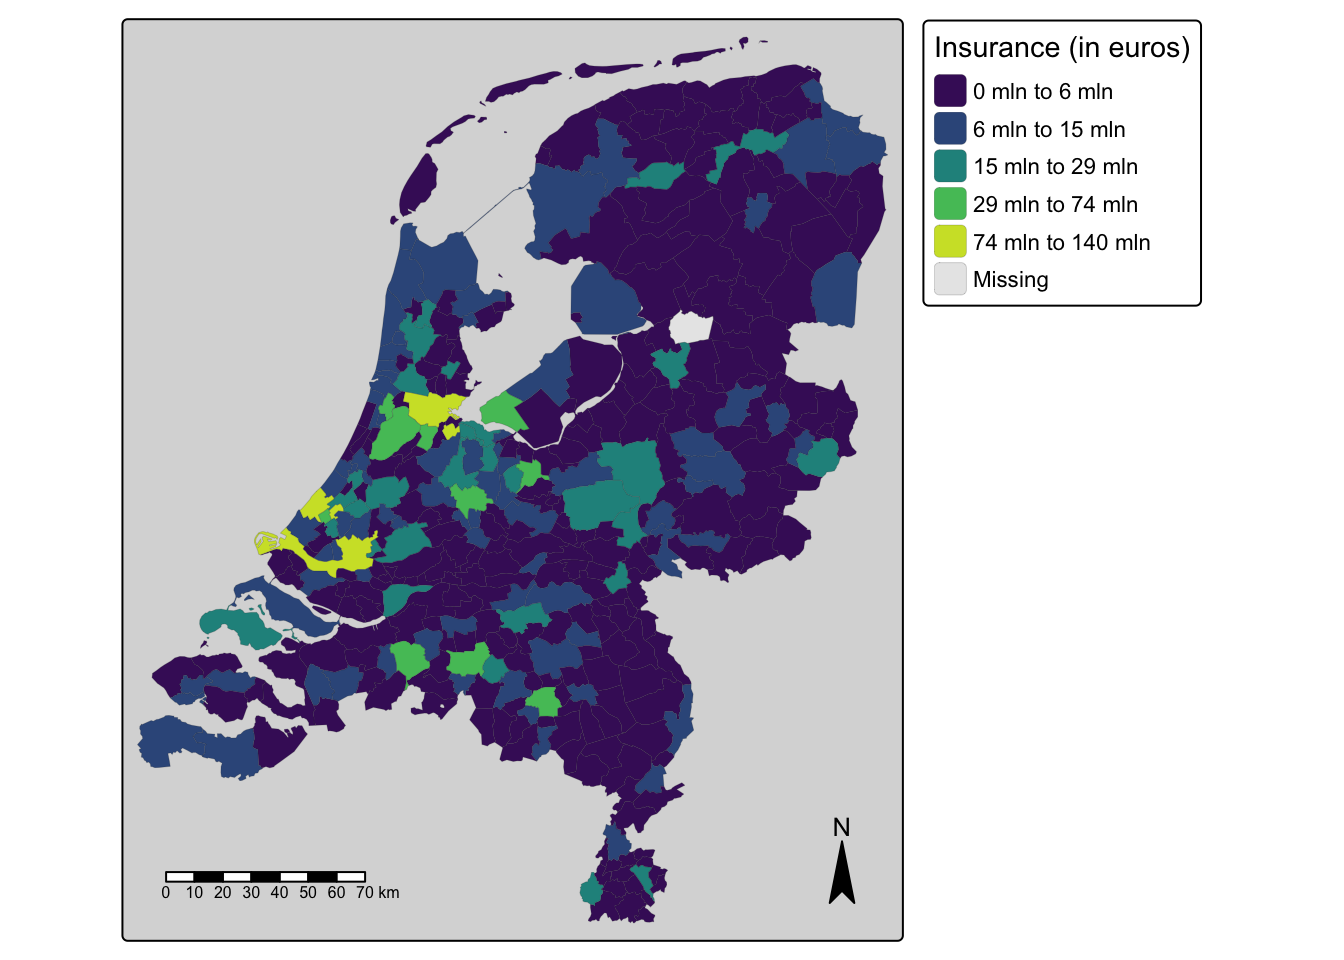 Insurance (in euros)
0 mln to 6 mln
6 mln to 15 mln
15 mln to 29 mln
29 mln to 74 mln
74 mln to 140 mln
Missing
N
0 10 20 30 40 50 60 70 km